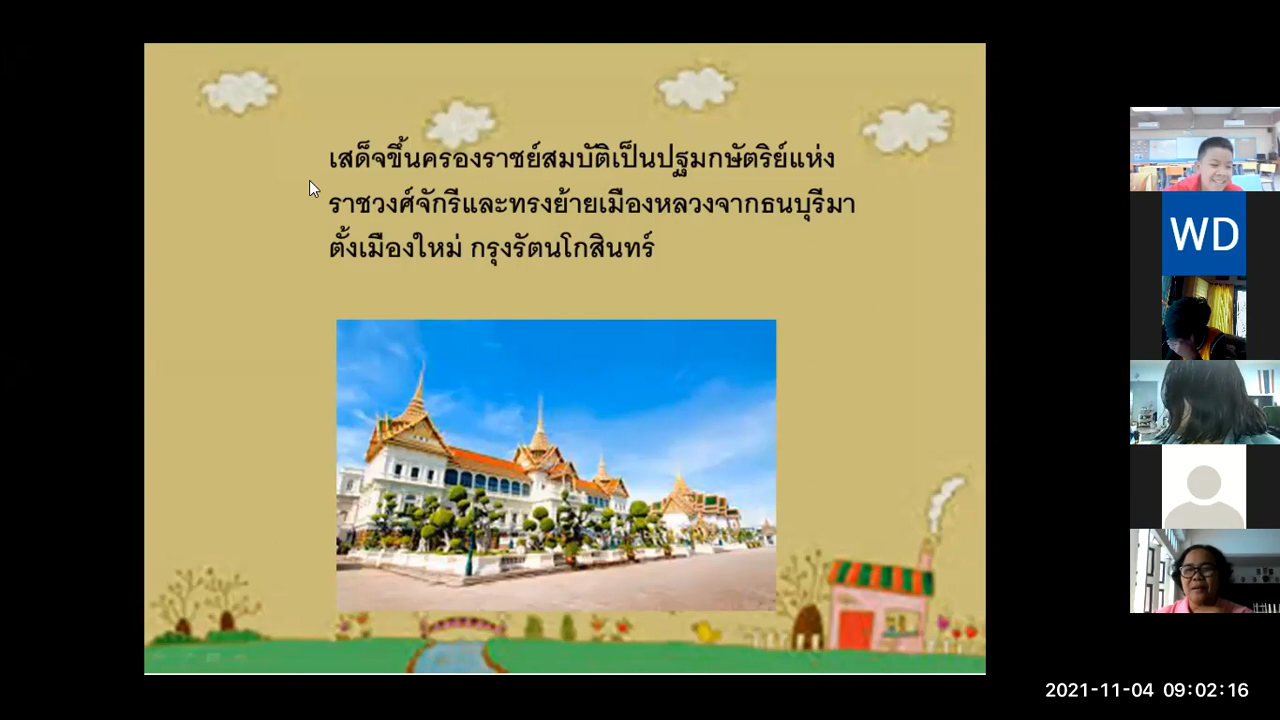 เสด็จขึ้นครองราชย์สมบัติเป็นปฐมกษัตริย์แห่ง
ราชวงศ์จักรีและทรงย้ายเมืองหลวงจากธนบุรีมา
ตั้งเมืองใหม่ กรุงรัตนโกสินทร์
WD
2021-11-04 09:02:16